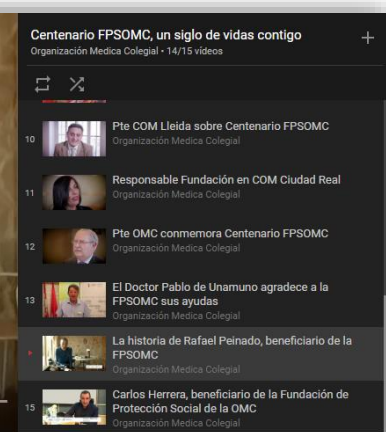 Centenario FPSOMC, un siglo de vidas contigo
Organización Medica Colegial • 14/15 vídeos
10
Pte COM Lleida sobre Centenario FPSOMC
Organización Medica Colegial
11
Responsable Fundación en COM Ciudad Real
Organización Medica Colegial
12
Pte OMC conmemora Centenario FPSOMC
Organización Medica Colegial
13
El Doctor Pablo de Unamuno agradece a la
FPSOMC sus ayudas
Organización Medica Colegial
La historia de Rafael Peinado, beneficiario de la
FPSOMC
Organización Medica Colegial
15
Carlos Herrera, beneficiario de la Fundación de
Protección Social de la OMC
Organización Medica Colegial